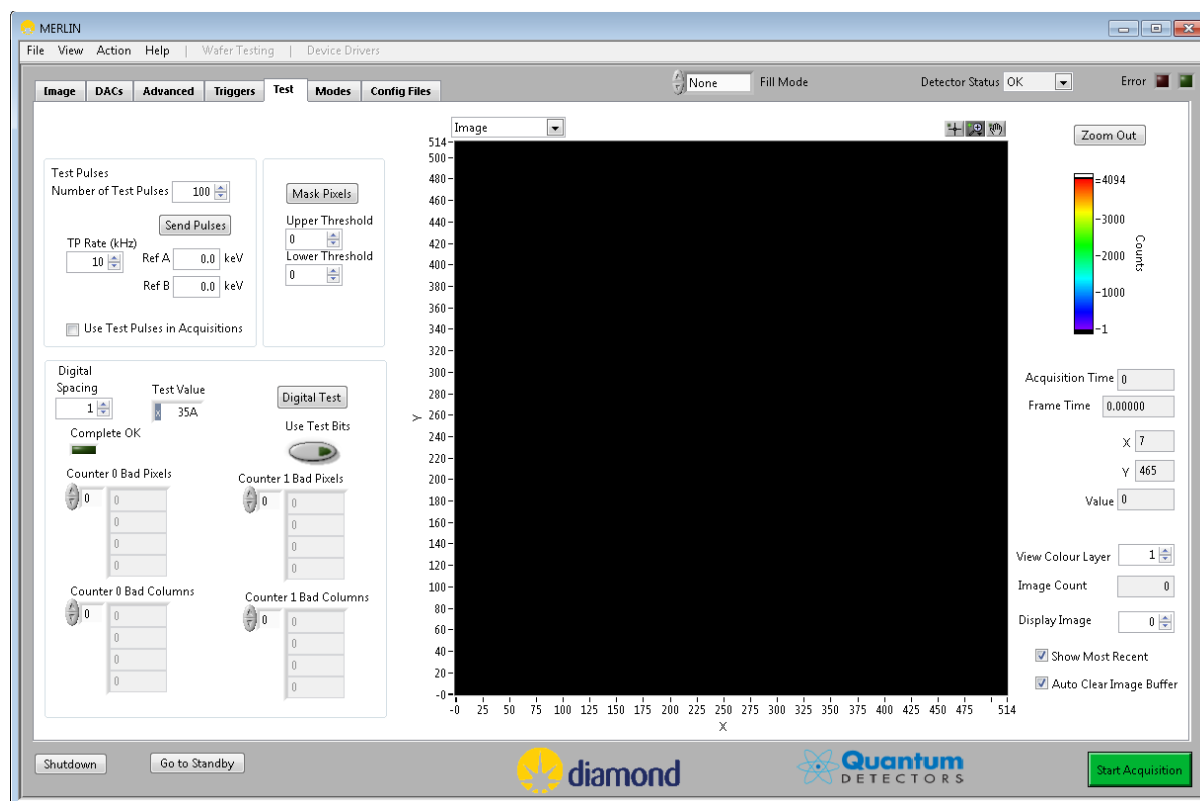 MERLIN
File View Action Help | Wafer Testing | Device Drivers
Image DACs Advanced Triggers Test Modes Config Files
None Fill Mode Detector Status OK Error
Test Pulses
Number of Test Pulses 100
Send Pulses
TP Rate (kHz)
10
Ref A 0.0 keV
Ref B 0.0 keV
Use Test Pulses in Acquisitions
Mask Pixels
Upper Threshold
0
Lower Threshold
0
Digital
Spacing
1
Test Value
x 35A
Digital Test
Complete OK
Use Test Bits
Counter 0 Bad Pixels
0 0
0
0
0
Counter 1 Bad Pixels
0 0
0
0
0
Counter 0 Bad Columns
0 0
0
0
0
Counter 1 Bad Columns
0 0
0
0
0
Image
514
500
480
460
440
420
400
380
360
340
320
300
280
260
240
220
200
180
160
140
120
100
80
60
40
20
-0
Y
-0 25 50 75 100 125 150 175 200 225 250 275 300 325 350 375 400 425 450 475 514
X
Zoom Out
4094
3000
2000
1000
1
Counts
Acquisition Time 0
Frame Time 0.00000
X 7
Y 465
Value 0
View Colour Layer 1
Image Count 0
Display Image 0
Show Most Recent
Auto Clear Image Buffer
Shutdown
Go to Standby
diamond
Quantum
DETECTORS
Start Acquisition